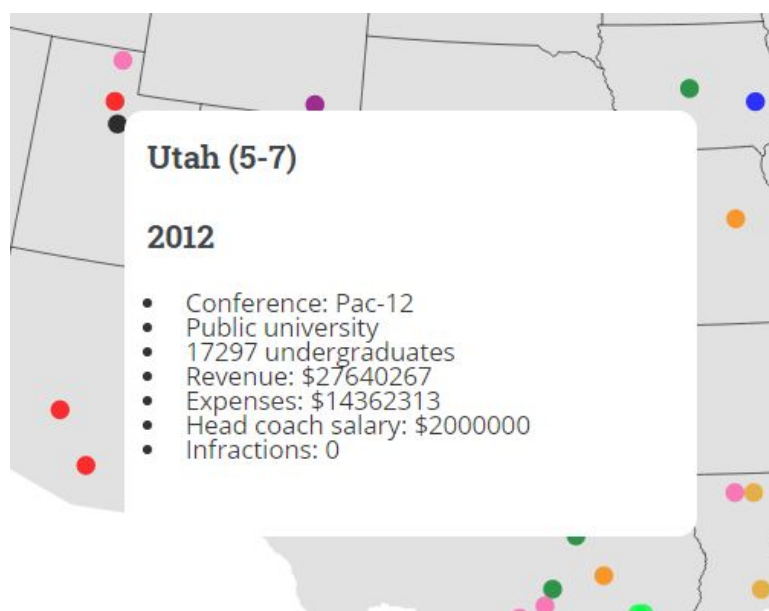 Utah (5-7)
2012
Conference: Pac-12
Public university
17297 undergraduates
Revenue: $27640267
Expenses: $14362313
Head coach salary: $2000000
Infractions: 0